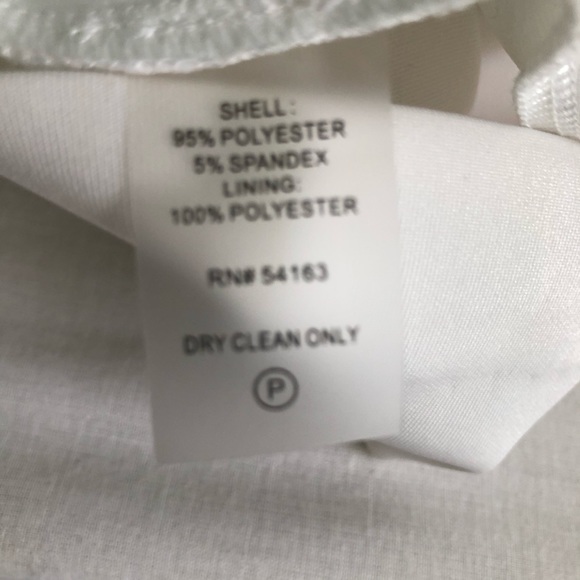 SHELL:
95% POLYESTER
5% SPANDEX
LINING:
100% POLYESTER
RN# 54163
DRY CLEAN ONLY
P